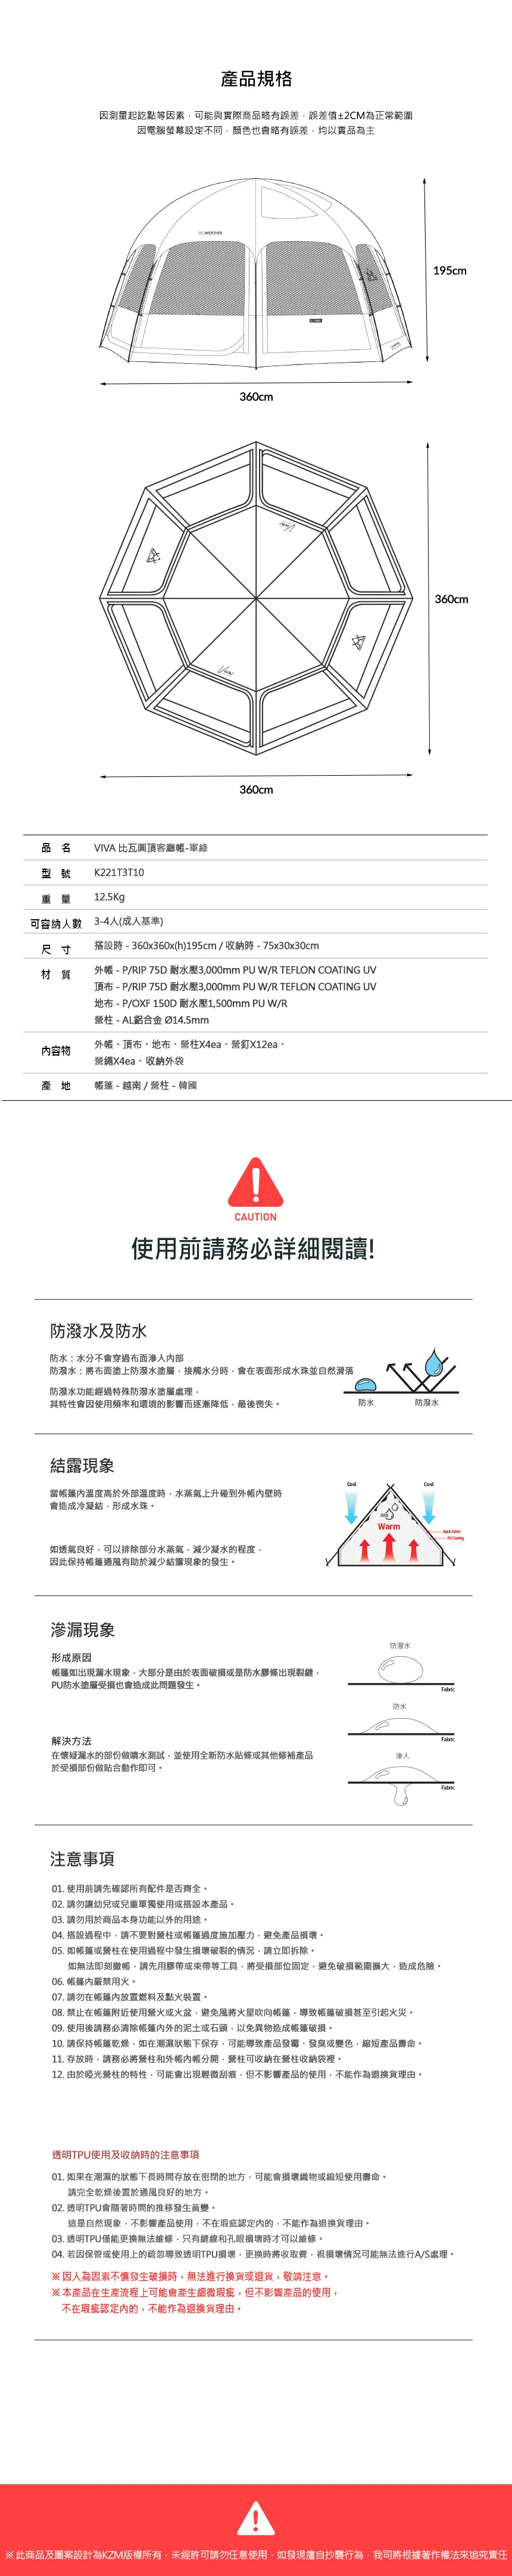 產品規格
因測量起訖點等因素，可能與實際商品略有誤差，誤差值±2CM為正常範圍
因電腦螢幕設定不同，顏色也會略有誤差，均以實品為主
195cm
360cm
360cm
360cm
品 名 VIVA 比瓦圓頂客廳帳-軍綠
型 號 K221T3T10
重 量 12.5Kg
可容納人數 3-4人(成人基準)
尺 寸 搭設時 - 360x360x(h)195cm / 收納時 - 75x30x30cm
材 質 外帳 - P/RIP 75D 耐水壓3,000mm PU W/R TEFLON COATING UV
頂布 - P/RIP 75D 耐水壓3,000mm PU W/R TEFLON COATING UV
地布 - P/OXF 150D 耐水壓1,500mm PU W/R
營柱 - AL鋁合金 Ø14.5mm
內容物 外帳、頂布、地布、營柱X4ea、營釘X12ea、
營繩X4ea、收納外袋
產 地 帳篷 - 越南 / 營柱 - 韓國
CAUTION
使用前請務必詳細閱讀!
防潑水及防水
防水：水分不會穿過布面滲入內部
防潑水：將布面塗上防潑水塗層，接觸水分時，會在表面形成水珠並自然滑落
防潑水功能經過特殊防潑水塗層處理，
其特性會因使用頻率和環境的影響而逐漸降低，最後喪失。
防水 防潑水
結露現象
當帳篷內溫度高於外部溫度時，水蒸氣上升碰到外帳內壁時
會造成冷凝結，形成水珠。
如透氣良好，可以排除部分水蒸氣，減少凝水的程度，
因此保持帳篷通風有助於減少結露現象的發生。
Cool Cool
Warm
Back Fabric
PU Coating
滲漏現象
形成原因
帳篷如出現漏水現象，大部分是由於表面破損或是防水膠條出現裂縫，
PU防水塗層受損也會造成此問題發生。
解決方法
在懷疑漏水的部份做噴水測試，並使用全新防水貼條或其他修補產品
於受損部份做貼合動作即可。
防潑水
Fabric
防水
Fabric
滲入
Fabric
注意事項
01. 使用前請先確認所有配件是否齊全。
02. 請勿讓幼兒或兒童單獨使用或搭設本產品。
03. 請勿用於商品本身功能以外的用途。
04. 搭設過程中，請不要對營柱或帳篷過度施加壓力，避免產品損壞。
05. 如帳篷或營柱在使用過程中發生損壞破裂的情況，請立即拆除。
如無法即刻撤帳，請先用膠帶或束帶等工具，將受損部位固定，避免破損範圍擴大，造成危險。
06. 帳篷內嚴禁用火。
07. 請勿在帳篷內放置燃料及點火裝置。
08. 禁止在帳篷附近使用營火或火盆，避免風將火星吹向帳篷，導致帳篷破損甚至引起火災。
09. 使用後請務必清除帳篷內外的泥土或石頭，以免異物造成帳篷破損。
10. 請保持帳篷乾燥，如在潮濕狀態下保存，可能導致產品發霉、發臭或變色，縮短產品壽命。
11. 存放時，請務必將營柱和外帳內帳分開，營柱可收納在營柱收納袋裡。
12. 由於啞光營柱的特性，可能會出現輕微刮痕，但不影響產品的使用，不能作為退換貨理由。
透明TPU使用及收納時的注意事項
01. 如果在潮濕的狀態下長時間存放在密閉的地方，可能會損壞織物或縮短使用壽命。
請完全乾燥後置於通風良好的地方。
02. 透明TPU會隨著時間的推移發生黃變。
這是自然現象，不影響產品使用，不在瑕疵認定內的，不能作為退換貨理由。
03. 透明TPU僅能更換無法維修，只有縫線和孔眼損壞時才可以維修。
04. 若因保管或使用上的疏忽導致透明TPU損壞，更換時將收取費，視損壞情況可能無法進行A/S處理。
※ 因人為因素不慎發生破損時，無法進行換貨或退貨，敬請注意。
※ 本產品在生產流程上可能會產生細微瑕疵，但不影響產品的使用，
不在瑕疵認定內的，不能作為退換貨理由。
※ 此商品及圖案設計為KZM版權所有，未經許可請勿任意使用，如發現擅自抄襲行為，我司將根據著作權法來追究責任